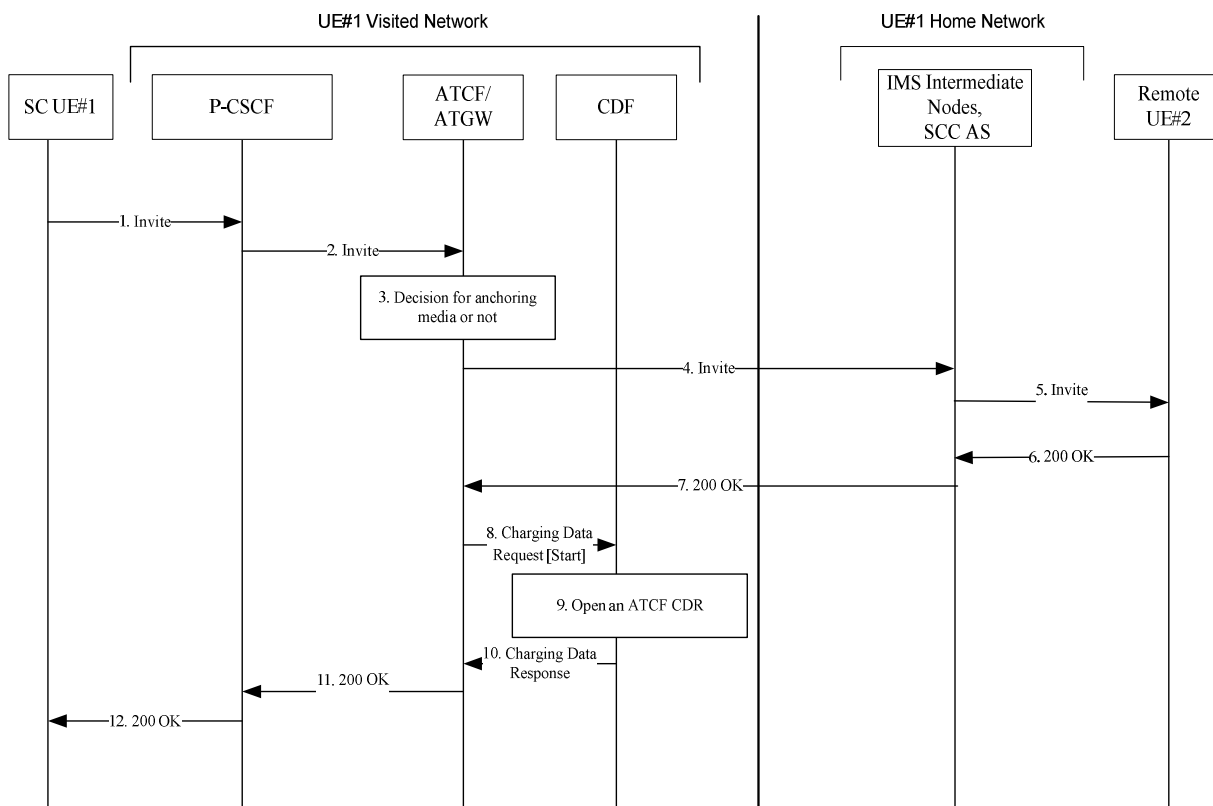 UE#1 Visited Network
UE#1 Home Network
SC UE#1
P-CSCF
ATCF/
ATGW
CDF
IMS Intermediate
Nodes,
SCC AS
Remote
UE#2
1. Invite
2. Invite
3. Decision for anchoring
media or not
4. Invite
5. Invite
6. 200 OK
7. 200 OK
8. Charging Data
Request [Start]
9. Open an ATCF CDR
10. Charging Data
Response
11. 200 OK
12. 200 OK